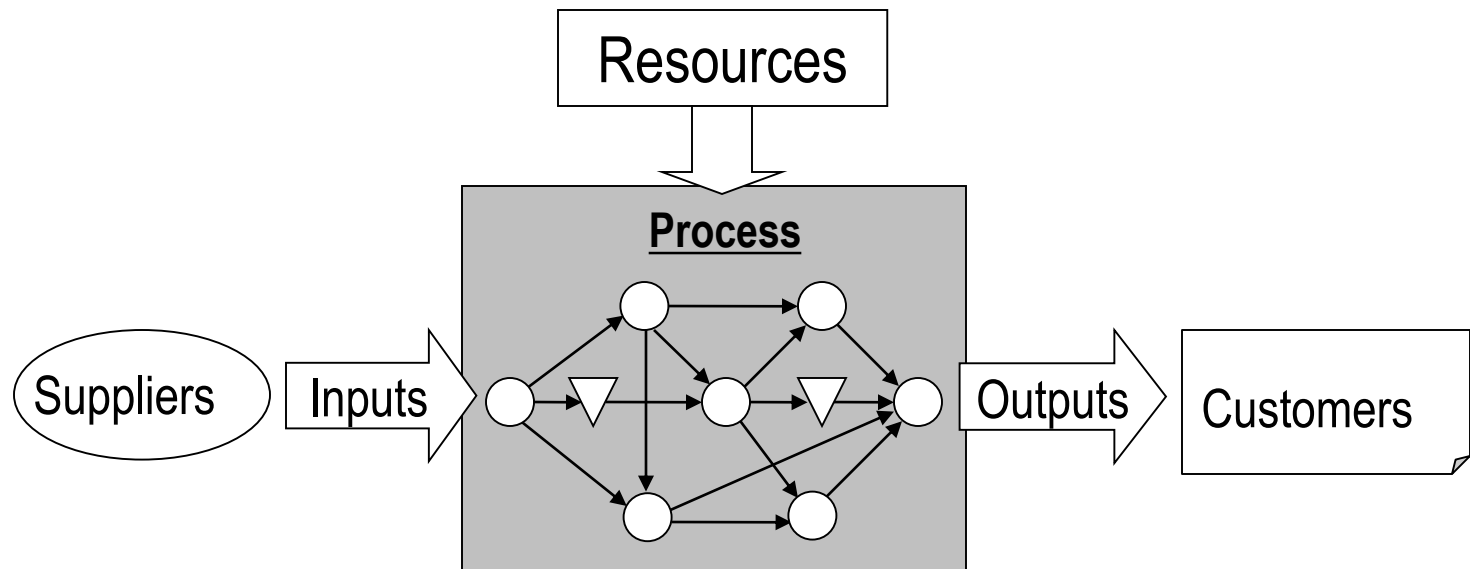 Resources
Process
Suppliers
Inputs
Outputs
Customers